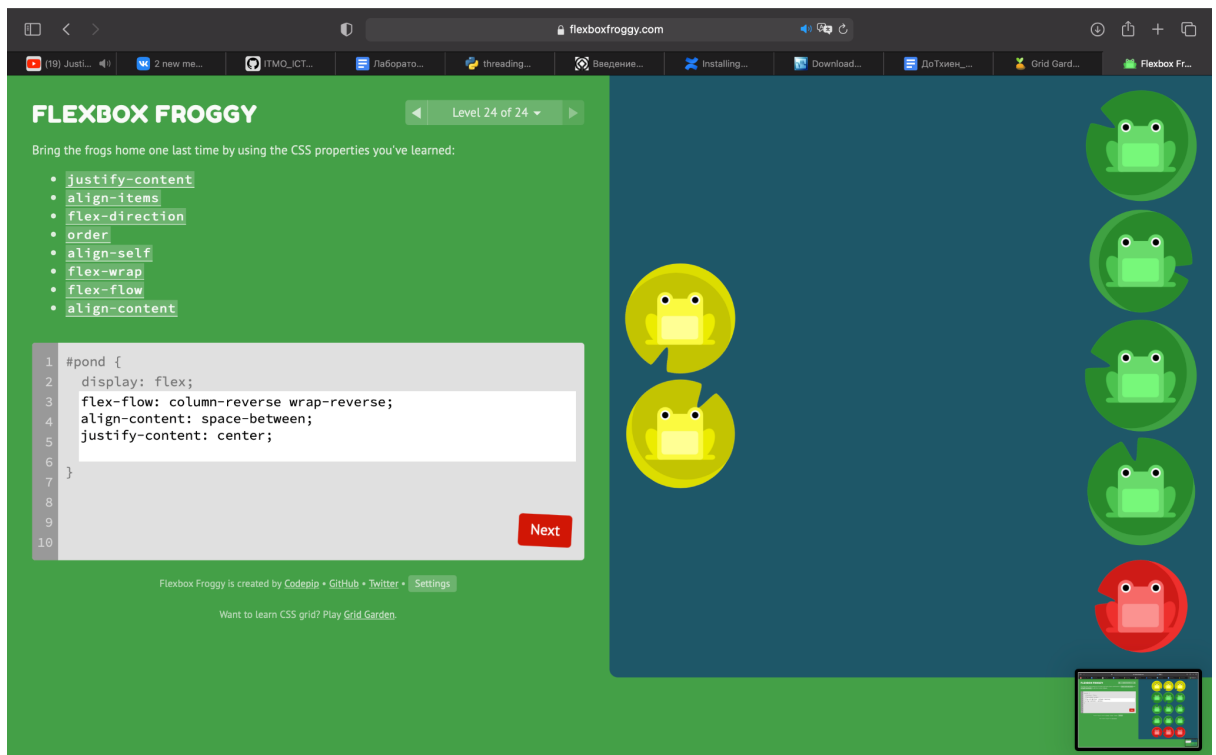 flexboxfroggy.com
(19) Justi...
2 new me...
ITMO_ICT...
Лаборато...
threading...
Введение...
Installing...
Download...
ДоТхиен_...
Grid Gard...
Flexbox Fr...
FLEXBOX FROGGY
Level 24 of 24
Bring the frogs home one last time by using the CSS properties you've learned:
justify-content
align-items
flex-direction
order
align-self
flex-wrap
flex-flow
align-content
1 #pond {
2 display: flex;
3 flex-flow: column-reverse wrap-reverse;
4 align-content: space-between;
5 justify-content: center;
6
7 }
8
9
10
Next
Flexbox Froggy is created by Codepip • GitHub • Twitter • Settings
Want to learn CSS grid? Play Grid Garden.